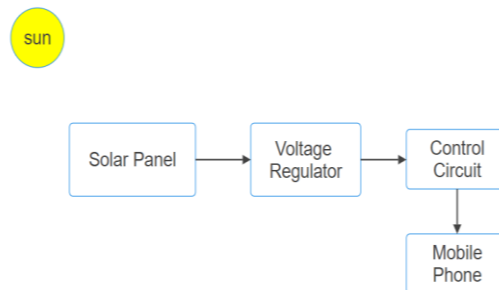 sun
Solar Panel
Voltage
Regulator
Control
Circuit
Mobile
Phone